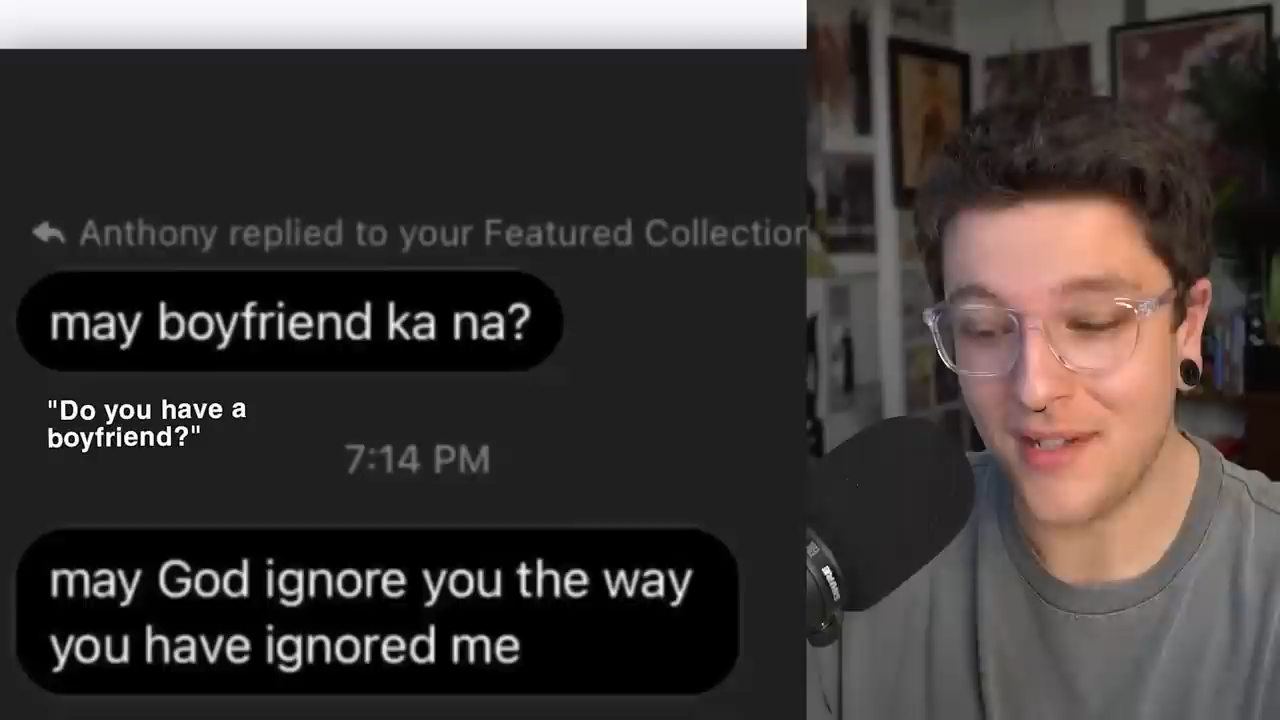 Anthony replied to your Featured Collection
may boyfriend ka na?
"Do you have a
boyfriend?"
7:14 PM
may God ignore you the way
you have ignored me
SHURE